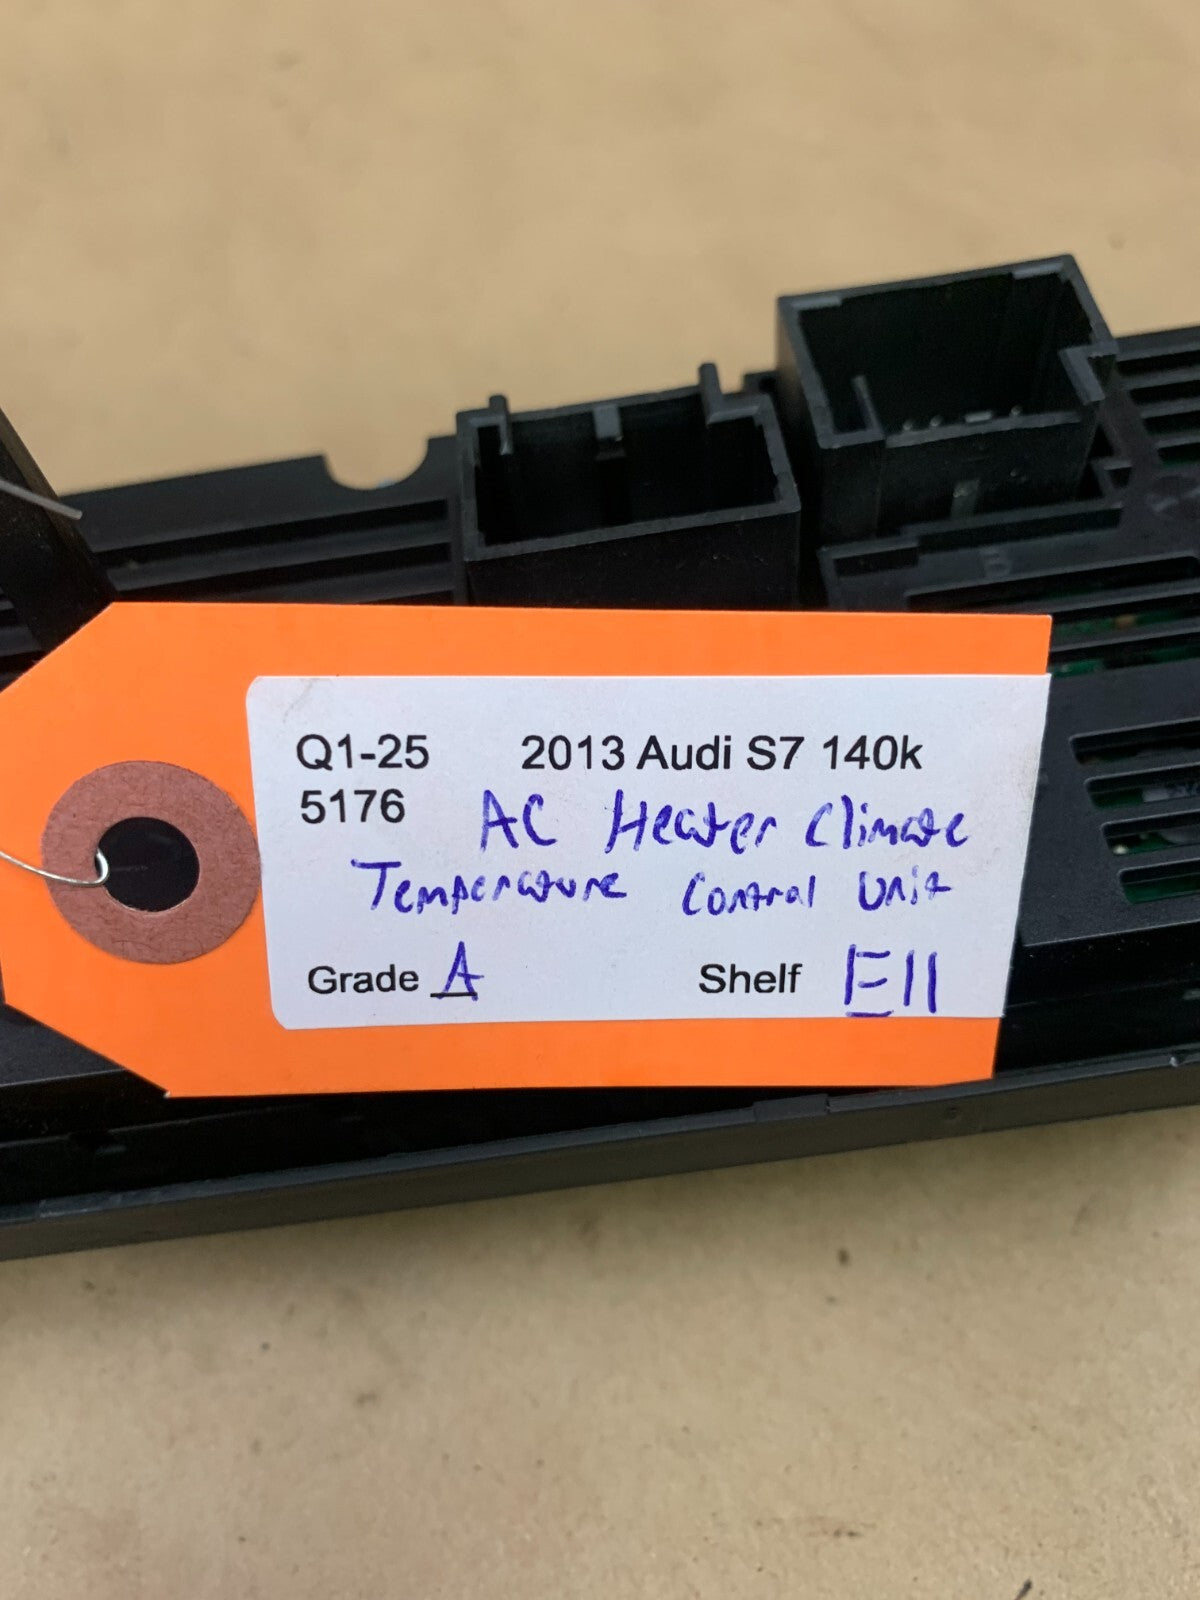 Q1-25 2013 Audi S7 140k
5176 AC Heater Climate
Temperature Control Unit
Grade A Shelf E11